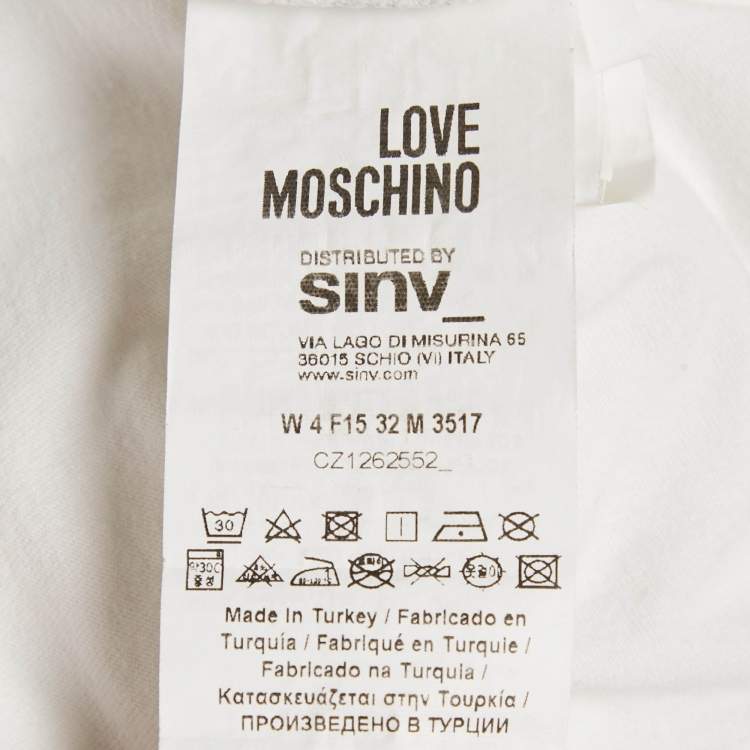 LOVE
MOSCHINO
DISTRIBUTED BY
sinv_
VIA LAGO DI MISURINA 65
36015 SCHIO (VI) ITALY
www.sinv.com
W 4 F15 32 M 3517
CZ1262552_
30
Made in Turkey / Fabricado en
Turquía / Fabriqué en Turquie /
Fabricado na Turquia /
Κατασκευάζεται στην Τουρκία /
ПРОИЗВЕДЕНО В ТУРЦИИ